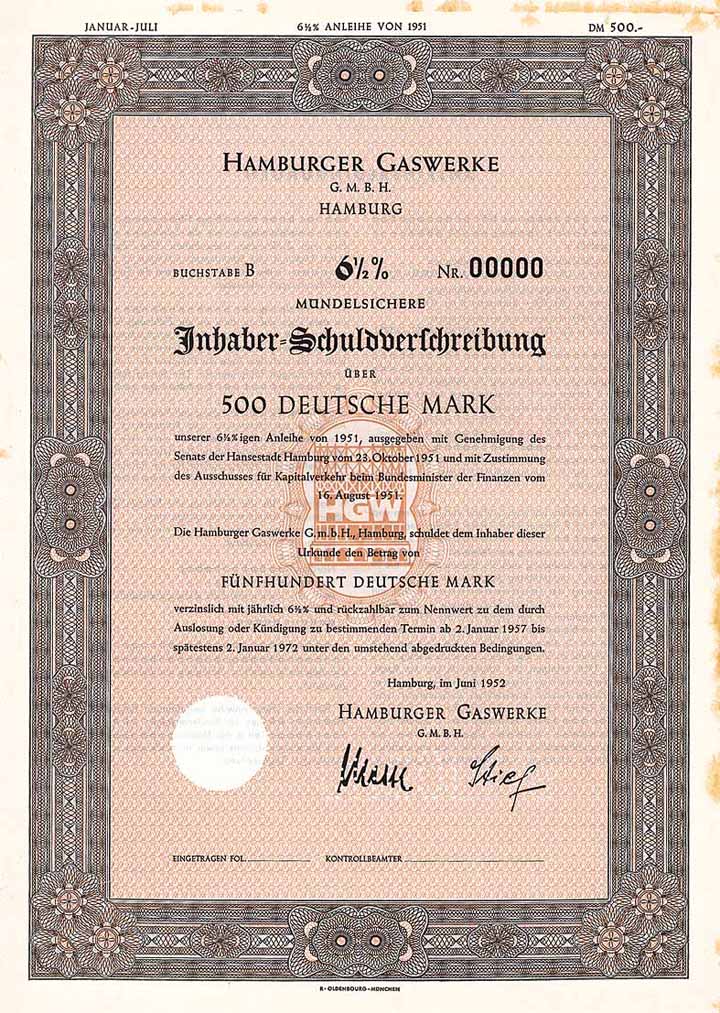 JANUAR-JULI 6½% ANLEIHE VON 1951 DM 500.-
HAMBURGER GASWERKE
G. M. B. H.
HAMBURG
BUCHSTABE B 6½% NR. 00000
MÜNDELSICHERE
Inhaber-Schuldverschreibung
ÜBER
500 DEUTSCHE MARK
unserer 6½%igen Anleihe von 1951, ausgegeben mit Genehmigung des
Senats der Hansestadt Hamburg vom 23. Oktober 1951 und mit Zustimmung
des Ausschusses für Kapitalverkehr beim Bundesminister der Finanzen vom
16. August 1951.
HGW
Die Hamburger Gaswerke G.m.b.H., Hamburg, schuldet dem Inhaber dieser
Urkunde den Betrag von
FÜNFHUNDERT DEUTSCHE MARK
verzinslich mit jährlich 6½% und rückzahlbar zum Nennwert zu dem durch
Auslosung oder Kündigung zu bestimmenden Termin ab 2. Januar 1957 bis
spätestens 2. Januar 1972 unter den umstehend abgedruckten Bedingungen.
Hamburg, im Juni 1952
HAMBURGER GASWERKE
G. M. B. H.
Stief
EINGETRAGEN FOL. KONTROLLBEAMTER
R · OLDENBOURG · MÜNCHEN